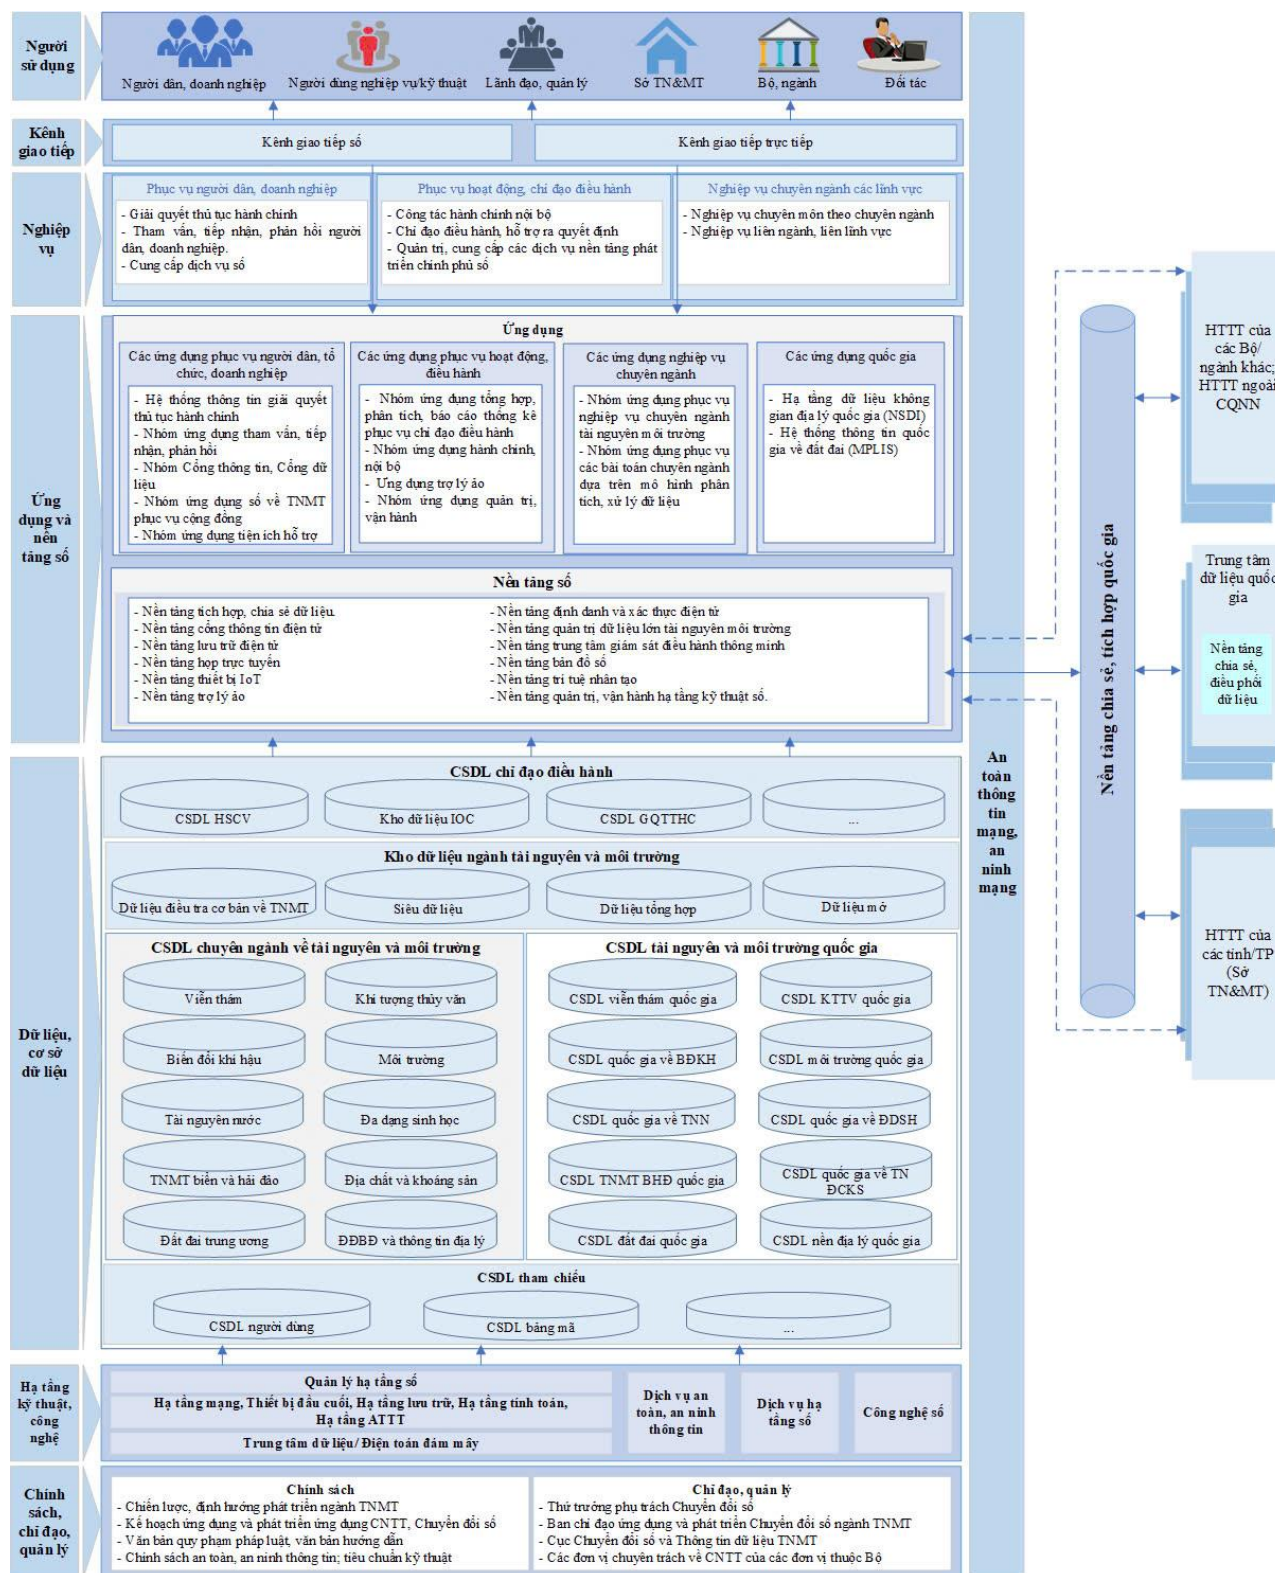 Người
sử dụng
Người dân, doanh nghiệp
Người dùng nghiệp vụ/kỹ thuật
Lãnh đạo, quản lý
Sở TN&MT
Bộ, ngành
Đối tác
Kênh
giao tiếp
Kênh giao tiếp số
Kênh giao tiếp trực tiếp
Nghiệp
vụ
Phục vụ người dân, doanh nghiệp
- Giải quyết thủ tục hành chính
- Tham vấn, tiếp nhận, phản hồi người
dân, doanh nghiệp.
- Cung cấp dịch vụ số
Phục vụ hoạt động, chỉ đạo điều hành
- Công tác hành chính nội bộ
- Chỉ đạo điều hành, hỗ trợ ra quyết định
- Quản trị, cung cấp các dịch vụ nền tảng phát
triển chính phủ số
Nghiệp vụ chuyên ngành các lĩnh vực
- Nghiệp vụ chuyên môn theo chuyên ngành
- Nghiệp vụ liên ngành, liên lĩnh vực
Ứng
dụng và
nền
tảng số
Ứng dụng
Các ứng dụng phục vụ người dân, tổ
chức, doanh nghiệp
- Hệ thống thông tin giải quyết
thủ tục hành chính
- Nhóm ứng dụng tham vấn, tiếp
nhận, phản hồi
- Nhóm Cổng thông tin, Cổng dữ
liệu
- Nhóm ứng dụng số về TNMT
phục vụ cộng đồng
- Nhóm ứng dụng tiện ích hỗ trợ
Các ứng dụng phục vụ hoạt động,
điều hành
- Nhóm ứng dụng tổng hợp,
phân tích, báo cáo thống kê
phục vụ chỉ đạo điều hành
- Nhóm ứng dụng hành chính,
nội bộ
- Ứng dụng trợ lý ảo
- Nhóm ứng dụng quản trị,
vận hành
Các ứng dụng nghiệp vụ
chuyên ngành
- Nhóm ứng dụng phục vụ
nghiệp vụ chuyên ngành
tài nguyên môi trường
- Nhóm ứng dụng phục vụ
các bài toán chuyên ngành
dựa trên mô hình phân
tích, xử lý dữ liệu
Các ứng dụng quốc gia
- Hạ tầng dữ liệu không
gian địa lý quốc gia (NSDI)
- Hệ thống thông tin quốc
gia về đất đai (MPLIS)
Nền tảng số
- Nền tảng tích hợp, chia sẻ dữ liệu.
- Nền tảng cổng thông tin điện tử
- Nền tảng lưu trữ điện tử
- Nền tảng họp trực tuyến
- Nền tảng thiết bị IoT
- Nền tảng trợ lý ảo
- Nền tảng định danh và xác thực điện tử
- Nền tảng quản trị dữ liệu lớn tài nguyên môi trường
- Nền tảng trung tâm giám sát điều hành thông minh
- Nền tảng bản đồ số
- Nền tảng trí tuệ nhân tạo
- Nền tảng quản trị, vận hành hạ tầng kỹ thuật số.
Dữ liệu,
cơ sở
dữ liệu
CSDL chỉ đạo điều hành
CSDL HSCV
Kho dữ liệu IOC
CSDL GQTTHC
...
Kho dữ liệu ngành tài nguyên và môi trường
Dữ liệu điều tra cơ bản về TNMT
Siêu dữ liệu
Dữ liệu tổng hợp
Dữ liệu mở
CSDL chuyên ngành về tài nguyên và môi trường
Viễn thám
Khí tượng thủy văn
Biến đổi khí hậu
Môi trường
Tài nguyên nước
Đa dạng sinh học
TNMT biển và hải đảo
Địa chất và khoáng sản
Đất đai trung ương
ĐĐBĐ và thông tin địa lý
CSDL tài nguyên và môi trường quốc gia
CSDL viễn thám quốc gia
CSDL KTTV quốc gia
CSDL quốc gia về BĐKH
CSDL môi trường quốc gia
CSDL quốc gia về TNN
CSDL quốc gia về ĐDSH
CSDL TNMT BHĐ quốc gia
CSDL quốc gia về TN
ĐCKS
CSDL đất đai quốc gia
CSDL nền địa lý quốc gia
CSDL tham chiếu
CSDL người dùng
CSDL bảng mã
...
Hạ tầng
kỹ thuật,
công
nghệ
Quản lý hạ tầng số
Hạ tầng mạng, Thiết bị đầu cuối, Hạ tầng lưu trữ, Hạ tầng tính toán,
Hạ tầng ATTT
Trung tâm dữ liệu/ Điện toán đám mây
Dịch vụ an
toàn, an ninh
thông tin
Dịch vụ hạ
tầng số
Công nghệ số
Chính
sách,
chỉ đạo,
quản lý
Chính sách
- Chiến lược, định hướng phát triển ngành TNMT
- Kế hoạch ứng dụng và phát triển ứng dụng CNTT, Chuyển đổi số
- Văn bản quy phạm pháp luật, văn bản hướng dẫn
- Chính sách an toàn, an ninh thông tin; tiêu chuẩn kỹ thuật
Chỉ đạo, quản lý
- Thứ trưởng phụ trách Chuyển đổi số
- Ban chỉ đạo ứng dụng và phát triển Chuyển đổi số ngành TNMT
- Cục Chuyển đổi số và Thông tin dữ liệu TNMT
- Các đơn vị chuyên trách về CNTT của các đơn vị thuộc Bộ
An
toàn
thông
tin
mạng,
an
ninh
mạng
Nền tảng chia sẻ, tích hợp quốc gia
HTTT của
các Bộ/
ngành khác;
HTTT ngoài
CQNN
Trung tâm
dữ liệu quốc
gia
Nền tảng
chia sẻ,
điều phối
dữ liệu
HTTT của
các tỉnh/TP
(Sở
TN&MT)